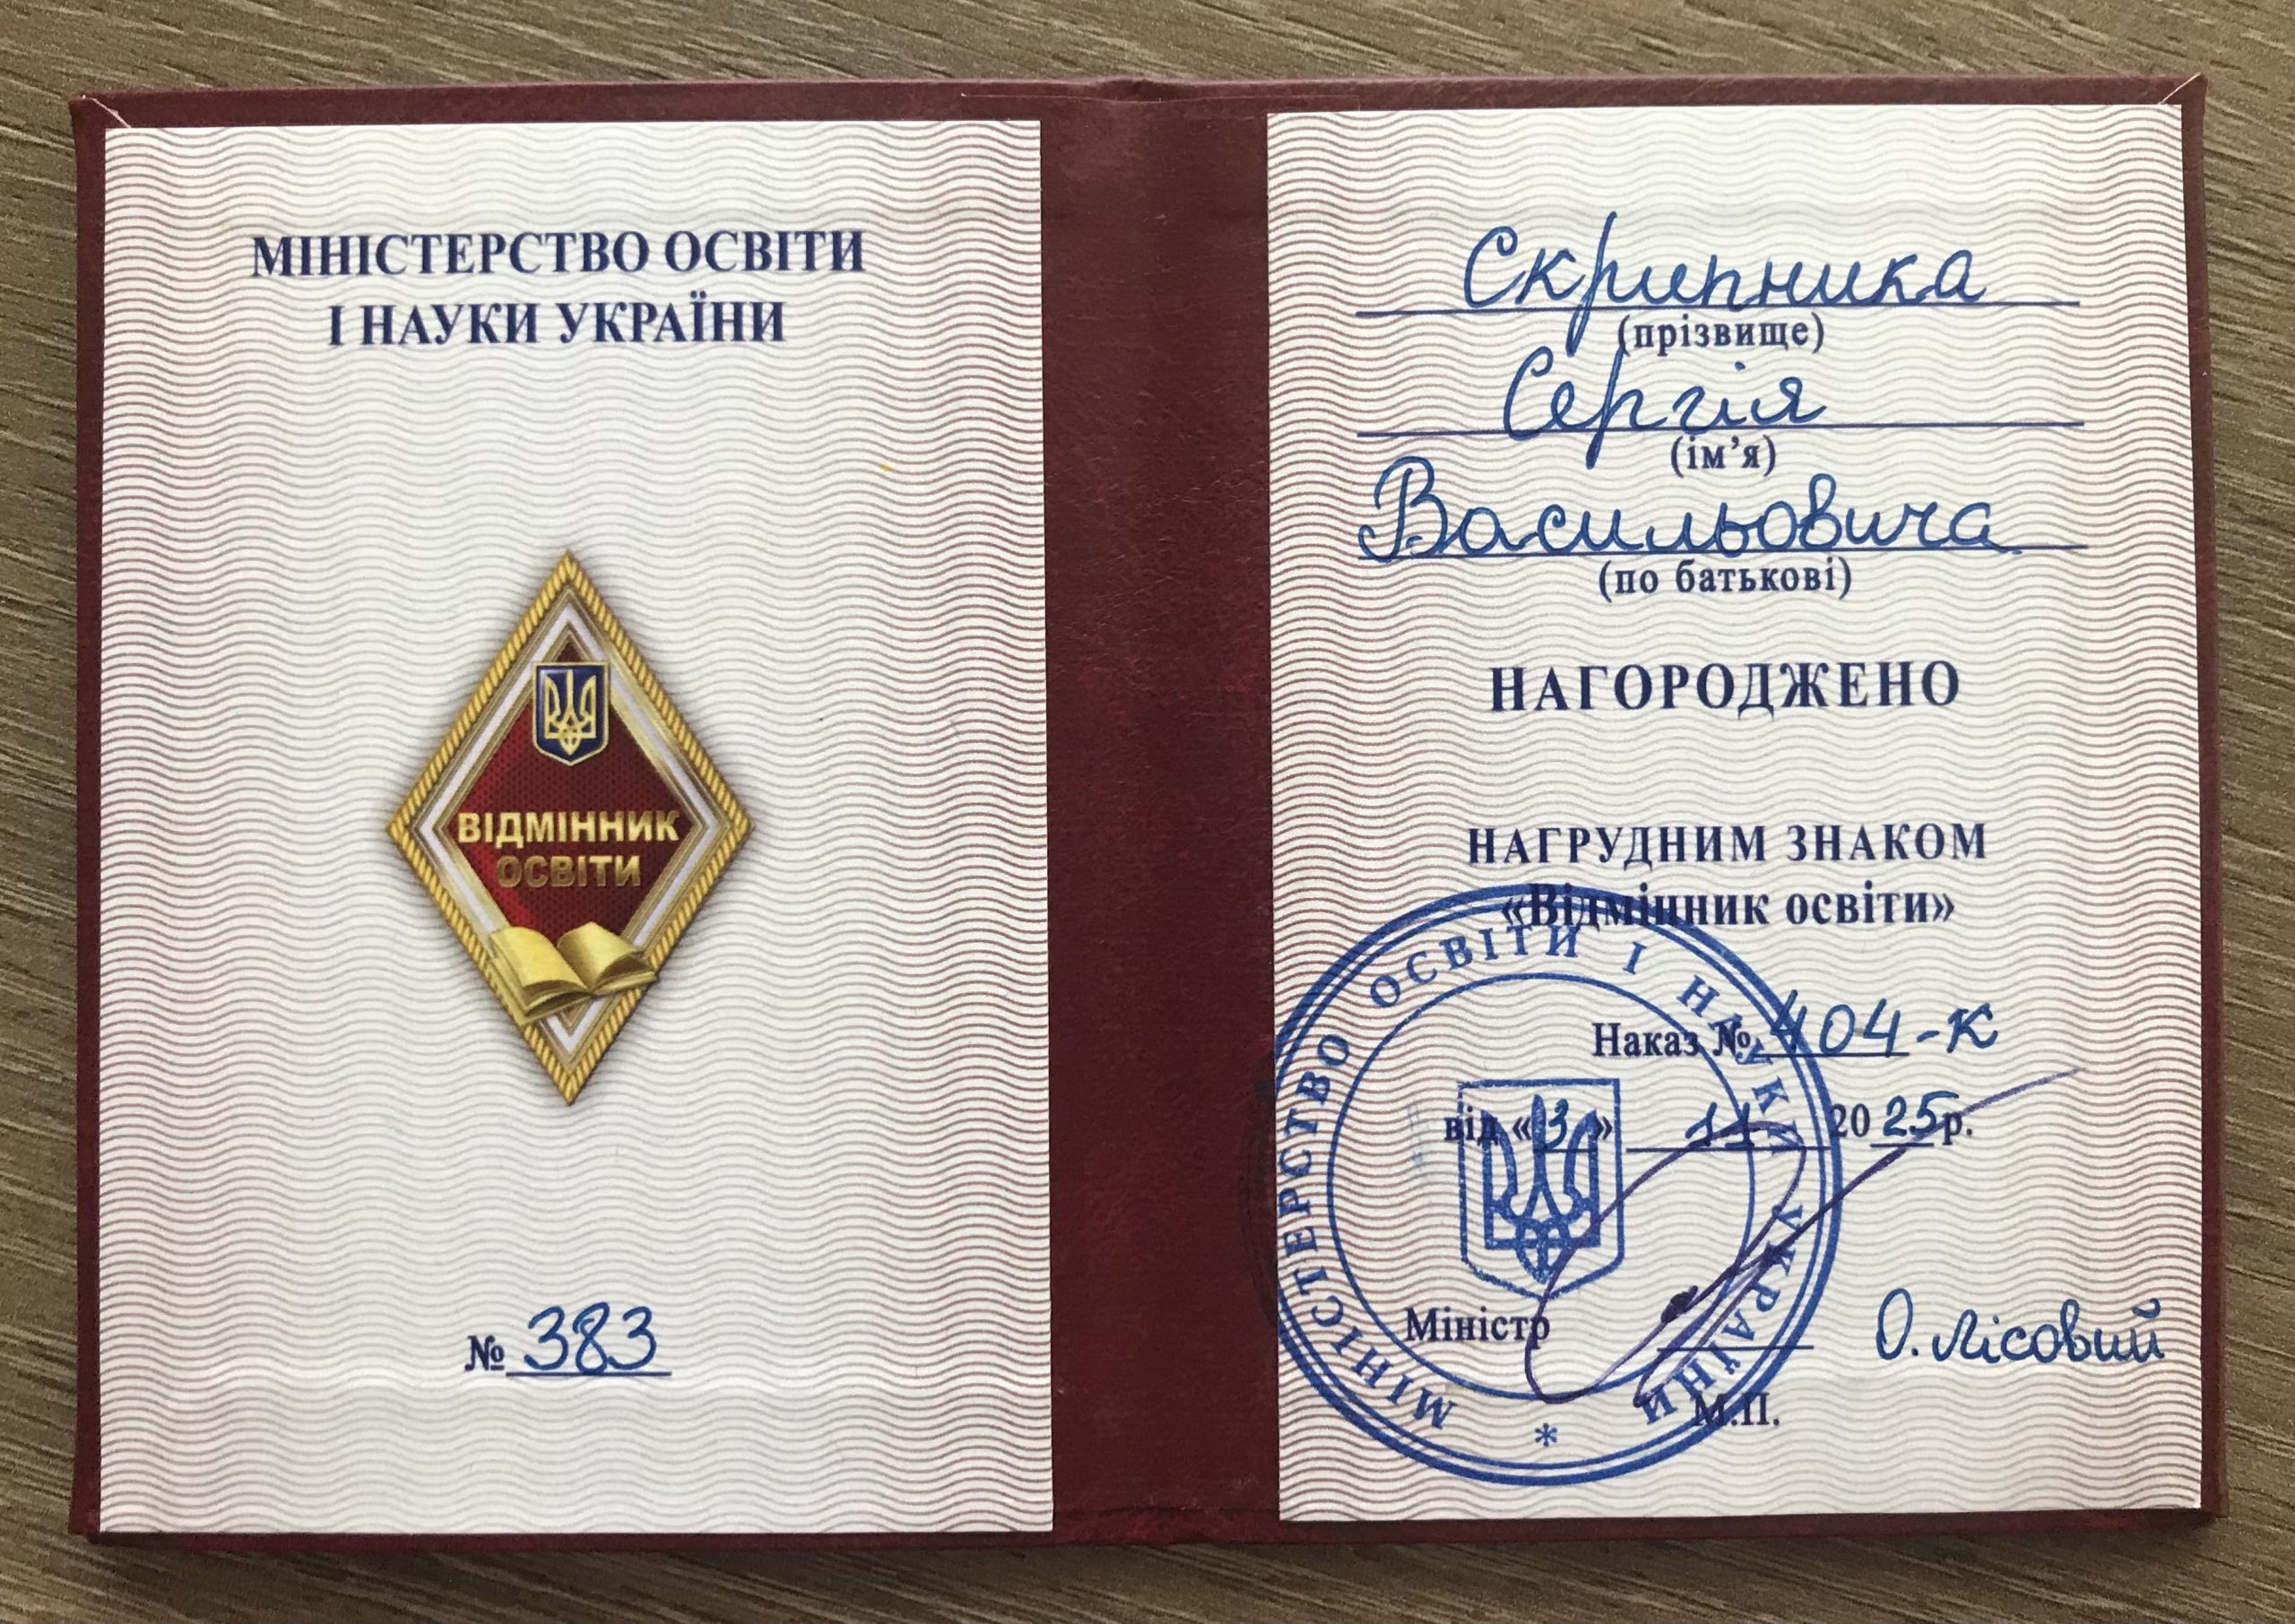 МІНІСТЕРСТВО ОСВІТИ
І НАУКИ УКРАЇНИ
ВІДМІННИК
ОСВІТИ
№ 383
Скрипника
(прізвище)
Сергія
(ім’я)
Васильовича
(по батькові)
НАГОРОДЖЕНО
НАГРУДНИМ ЗНАКОМ
«Відмінник освіти»
Наказ № 404-к
від «3» 11 2025 р.
Міністр О. Лісовий
М.П.
МІНІСТЕРСТВО ОСВІТИ І НАУКИ УКРАЇНИ *